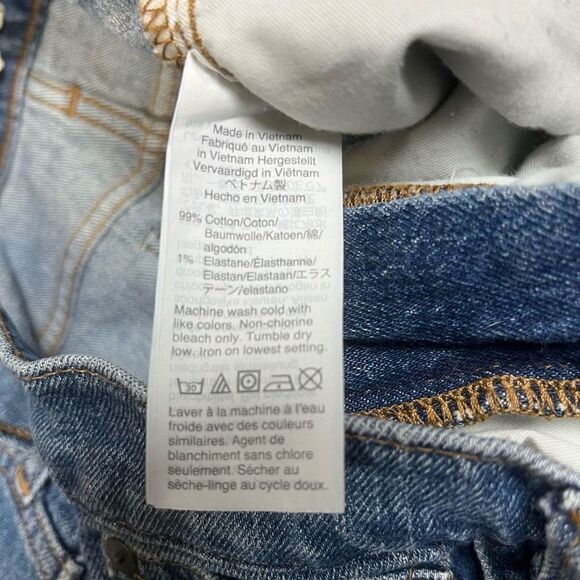 Made in Vietnam
Fabriqué au Vietnam
in Vietnam Hergestellt
Vervaardigd in Viëtnam
ベトナム製
Hecho en Vietnam
99% Cotton/Coton/
Baumwolle/Katoen/綿/
algodón
1% Elastane/Élasthanne/
Elastan/Elastaan/エラス
テーン/elastano
Machine wash cold with
like colors. Non-chlorine
bleach only. Tumble dry
low. Iron on lowest setting.
30
Laver à la machine à l'eau
froide avec des couleurs
similaires. Agent de
blanchiment sans chlore
seulement. Sécher au
sèche-linge au cycle doux.